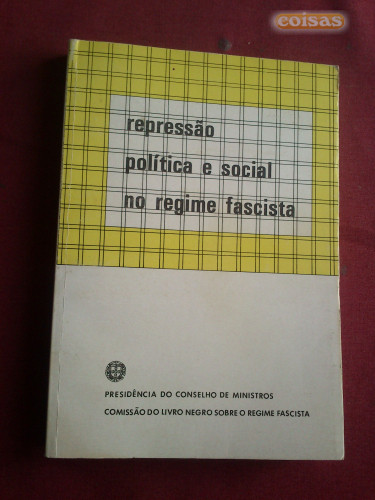 coisas
repressão
política e social
no regime fascista
PRESIDÊNCIA DO CONSELHO DE MINISTROS
COMISSÃO DO LIVRO NEGRO SOBRE O REGIME FASCISTA